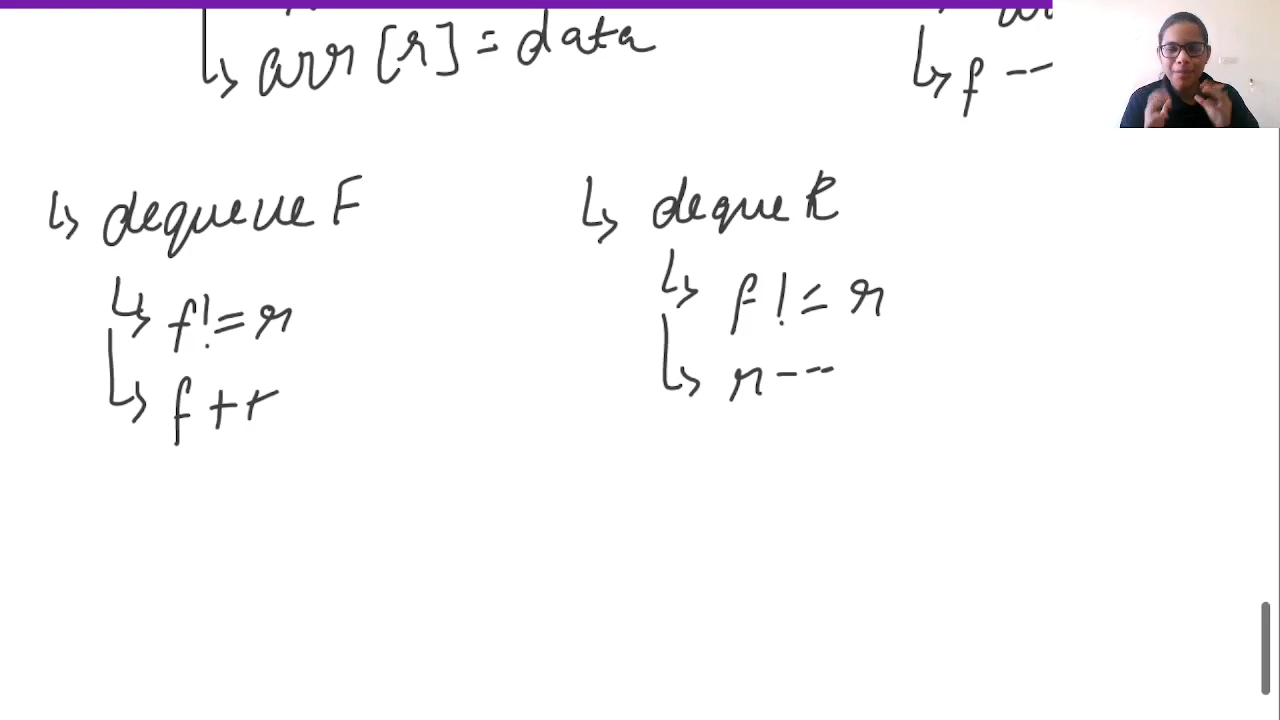 arr [r] = data
f --
dequeue F
f != r
f ++
deque R
f != r
r --